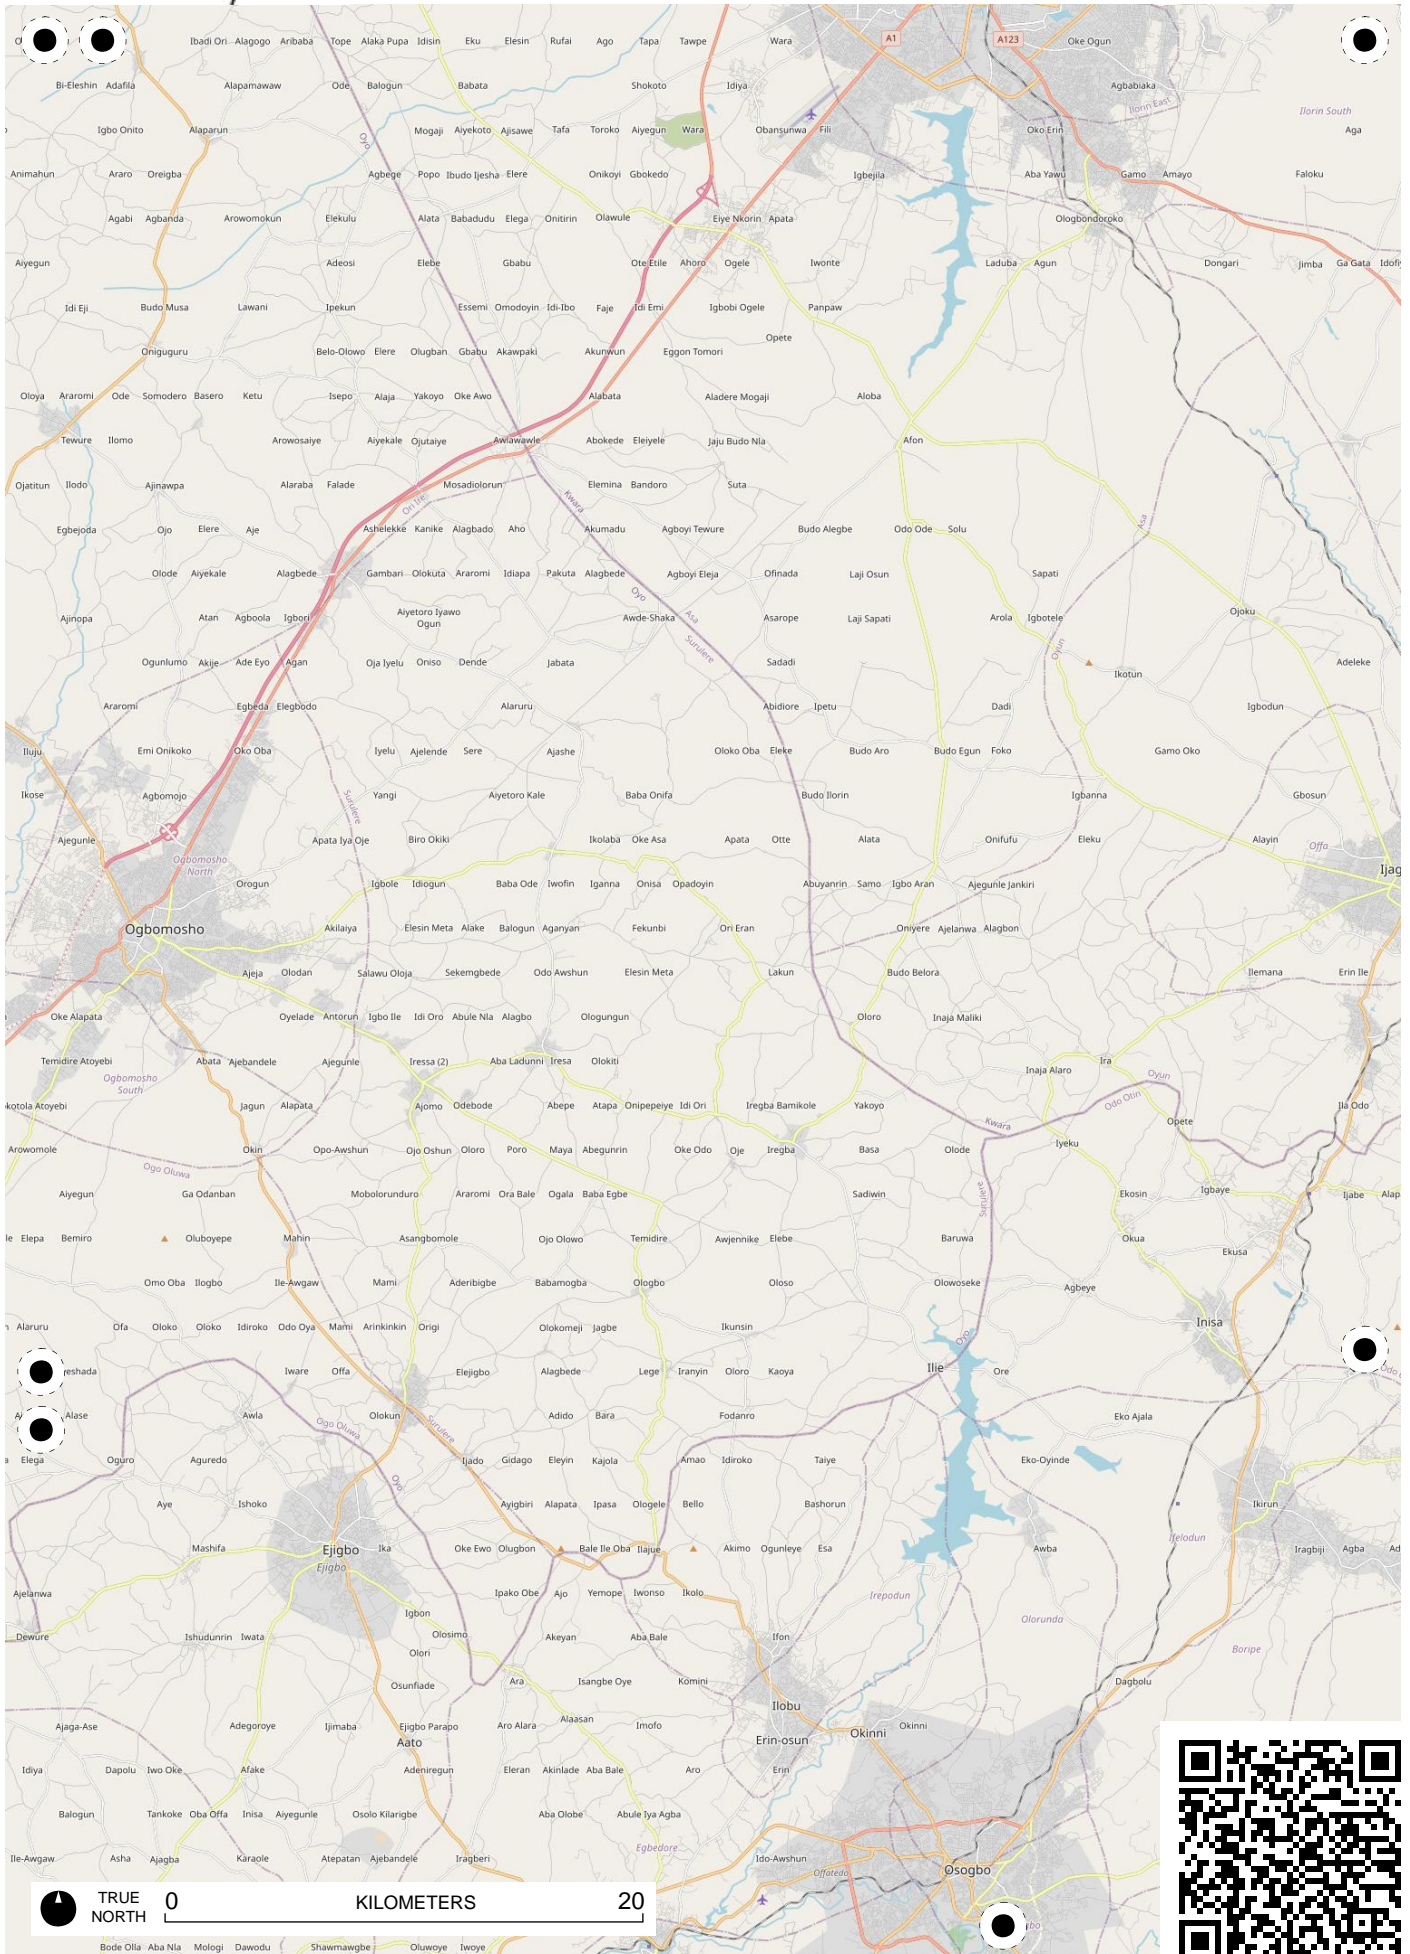 Ibadi Ori Alagogo Aribaba Tope Alaka Pupa Idisin Eku Elesin Rufai Ago Tapa Tawpe Wara A1 A123 Oke Ogun
Bi-Eleshin Adafila Alapamawaw Ode Balogun Babata Shokoto Idiya Agbabiaka
Ilorin East Ilorin South
Igbo Onito Alaparun Oyo Mogaji Aiyekoto Ajisawe Tafa Toroko Aiyegun Wara Obansunwa Fili Oko Erin Aga
Animahun Araro Oreigba Agbege Popo Ibudo Ijesha Elere Onikoyi Gbokedo Igbejila Aba Yawu Gamo Amayo Faloku
Agabi Agbanda Arowomokun Elekulu Alata Babadudu Elega Onitirin Olawule Eiye Nkorin Apata Ologbondoroko
Aiyegun Adeosi Elebe Gbabu Ote Etile Ahoro Ogele Iwonte Laduba Agun Dongari Jimba Ga Gata
Idi Eji Budo Musa Lawani Ipekun Essemi Omodoyin Idi-Ibo Faje Idi Emi Igbobi Ogele Panpaw
Opete
Oniguguru Belo-Olowo Elere Olugban Gbabu Akawpaki Akunwun Eggon Tomori
Oloya Araromi Ode Somodero Basero Ketu Isepo Alaja Yakoyo Oke Awo Alabata Aladere Mogaji Aloba
Tewure Ilomo Arowosaiye Aiyekale Ojutaiye Awlawawle Abokede Eleiyele Jaju Budo Nla Afon
Ojatitun Ilodo Ajinawpa Alaraba Falade Mosadiolorun Elemina Bandoro Suta
Ori Ire Kwara Asa
Egbejoda Ojo Elere Aje Ashelekke Kanike Alagbado Aho Akumadu Agboyi Tewure Budo Alegbe Odo Ode Solu
Olode Aiyekale Alagbede Gambari Olokuta Araromi Idiapa Pakuta Alagbede Agboyi Eleja Ofinada Laji Osun Sapati
Oyo Asa
Aiyetoro Iyawo
Ogun
Ajinopa Atan Agboola Igbori Awde-Shaka Asarope Laji Sapati Arola Igbotele Ojoku
Surulere Oyun
Ogunlumo Akije Ade Eyo Agan Oja Iyelu Oniso Dende Jabata Sadadi Ikotun Adeleke
Araromi Egbeda Elegbodo Alaruru Abidiore Ipetu Dadi Igbodun
Iluju Emi Onikoko Oko Oba Iyelu Ajelende Sere Ajashe Oloko Oba Eleke Budo Aro Budo Egun Foko Gamo Oko
Ikose Agbomojo Surulere Yangi Aiyetoro Kale Baba Onifa Budo Ilorin Igbanna Gbosun
Ajegunle Apata Iya Oje Biro Okiki Ikolaba Oke Asa Apata Otte Alata Onifufu Eleku Alayin Offa
Ogbomosho
North
Orogun Igbole Idiogun Baba Ode Iwofin Iganna Onisa Opadoyin Abuyanrin Samo Igbo Aran Ajegunle Jankiri
Ogbomosho Akilaiya Elesin Meta Alake Balogun Aganyan Fekunbi Ori Eran Oniyere Ajelanwa Alagbon
Ajeja Olodan Salawu Oloja Sekemgbede Odo Awshun Elesin Meta Lakun Budo Belora Ilemana Erin Ile
Oke Alapata Oyelade Antorun Igbo Ile Idi Oro Abule Nla Alagbo Ologungun Oloro Inaja Maliki
Temidire Atoyebi Abata Ajebandele Ajegunle Iressa (2) Aba Ladunni Iresa Olokiti Inaja Alaro Ira
Ogbomosho
South
Oyun Odo Otin
Jagun Alapata Ajomo Odebode Abepe Atapa Onipepeiye Idi Ori Iregba Bamikole Yakoyo Kwara Opete Ila Odo
Arowomole Okin Opo-Awshun Ojo Oshun Oloro Poro Maya Abegunrin Oke Odo Oje Iregba Basa Olode Iyeku
Ogo Oluwa Surulere
Aiyegun Ga Odanban Mobolorunduro Araromi Ora Bale Ogala Baba Egbe Sadiwin Ekosin Igbaye Ijabe
Elepa Bemiro Oluboyepe Mahin Asangbomole Ojo Olowo Temidire Awjennike Elebe Baruwa Okua Ekusa
Omo Oba Ilogbo Ile-Awgaw Mami Aderibigbe Babamogba Ologbo Oloso Olowoseke Agbeye
Alaruru Ofa Oloko Oloko Idiroko Odo Oya Mami Arinkinkin Origi Olokomeji Jagbe Ikunsin Oyo Inisa
Iware Offa Elejigbo Alagbede Lege Iranyin Oloro Kaoya Ilie Ore
Alase Awla Ogo Oluwa Olokun Surulere Adido Bara Fodanro Eko Ajala
Elega Oguro Aguredo Oyo Ijado Gidago Eleyin Kajola Amao Idiroko Taiye Eko-Oyinde
Aye Ishoko Ayigbiri Alapata Ipasa Ologele Bello Bashorun Ikirun
Mashifa Ejigbo Ika Oke Ewo Olugbon Bale Ile Oba Ilajue Akimo Ogunleye Esa Awba Ifelodun Iragbiji Agba
Ejigbo
Ajelanwa Ipako Obe Ajo Yemope Iwonso Ikolo Irepodun
Igbon Olorunda
Dewure Ishudunrin Iwata Olosimo Akeyan Aba Bale Ifon Boripe
Olori
Osunfiade Ara Isangbe Oye Komini Dagbolu
Ilobu
Ajaga-Ase Adegoroye Ijimaba Ejigbo Parapo Aro Alara Alaasan Imofo Okinni Okinni
Aato Erin-osun
Idiya Dapolu Iwo Oke Afake Adeniregun Eleran Akinlade Aba Bale Aro Erin
Balogun Tankoke Oba Offa Inisa Aiyegunle Osolo Kilarigbe Aba Olobe Abule Iya Agba
Egbedore
Ile-Awgaw Asha Ajagba Karaole Atepatan Ajebandele Iragberi Ido-Awshun Offatedo Osogbo
TRUE
NORTH
0 KILOMETERS 20
Bode Olla Aba Nla Mologi Dawodu Shawmawgbe Oluwoye Iwoye